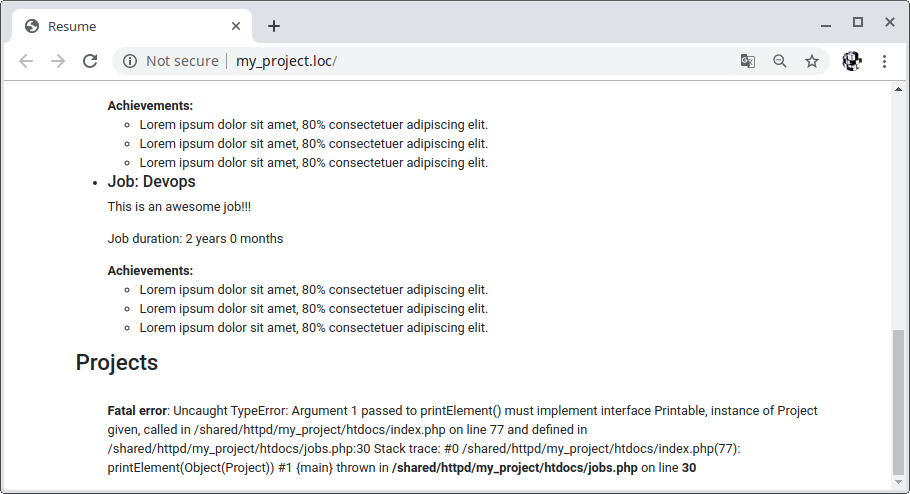 Resume
Not secure
my_project.loc/
Achievements:
Lorem ipsum dolor sit amet, 80% consectetuer adipiscing elit.
Lorem ipsum dolor sit amet, 80% consectetuer adipiscing elit.
Lorem ipsum dolor sit amet, 80% consectetuer adipiscing elit.
Job: Devops
This is an awesome job!!!
Job duration: 2 years 0 months
Achievements:
Lorem ipsum dolor sit amet, 80% consectetuer adipiscing elit.
Lorem ipsum dolor sit amet, 80% consectetuer adipiscing elit.
Lorem ipsum dolor sit amet, 80% consectetuer adipiscing elit.
Projects
Fatal error: Uncaught TypeError: Argument 1 passed to printElement() must implement interface Printable, instance of Project
given, called in /shared/httpd/my_project/htdocs/index.php on line 77 and defined in
/shared/httpd/my_project/htdocs/jobs.php:30 Stack trace: #0 /shared/httpd/my_project/htdocs/index.php(77):
printElement(Object(Project)) #1 {main} thrown in /shared/httpd/my_project/htdocs/jobs.php on line 30